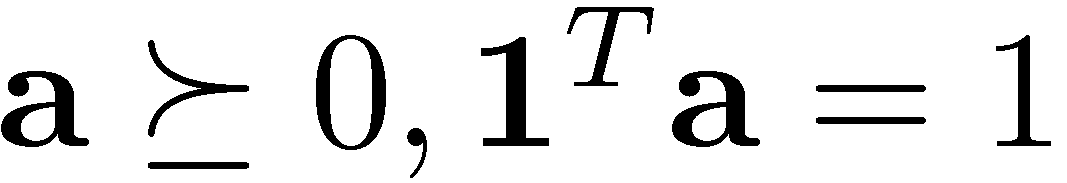 𝐚 ⪰ 0, 𝟏ᵀ𝐚 = 1